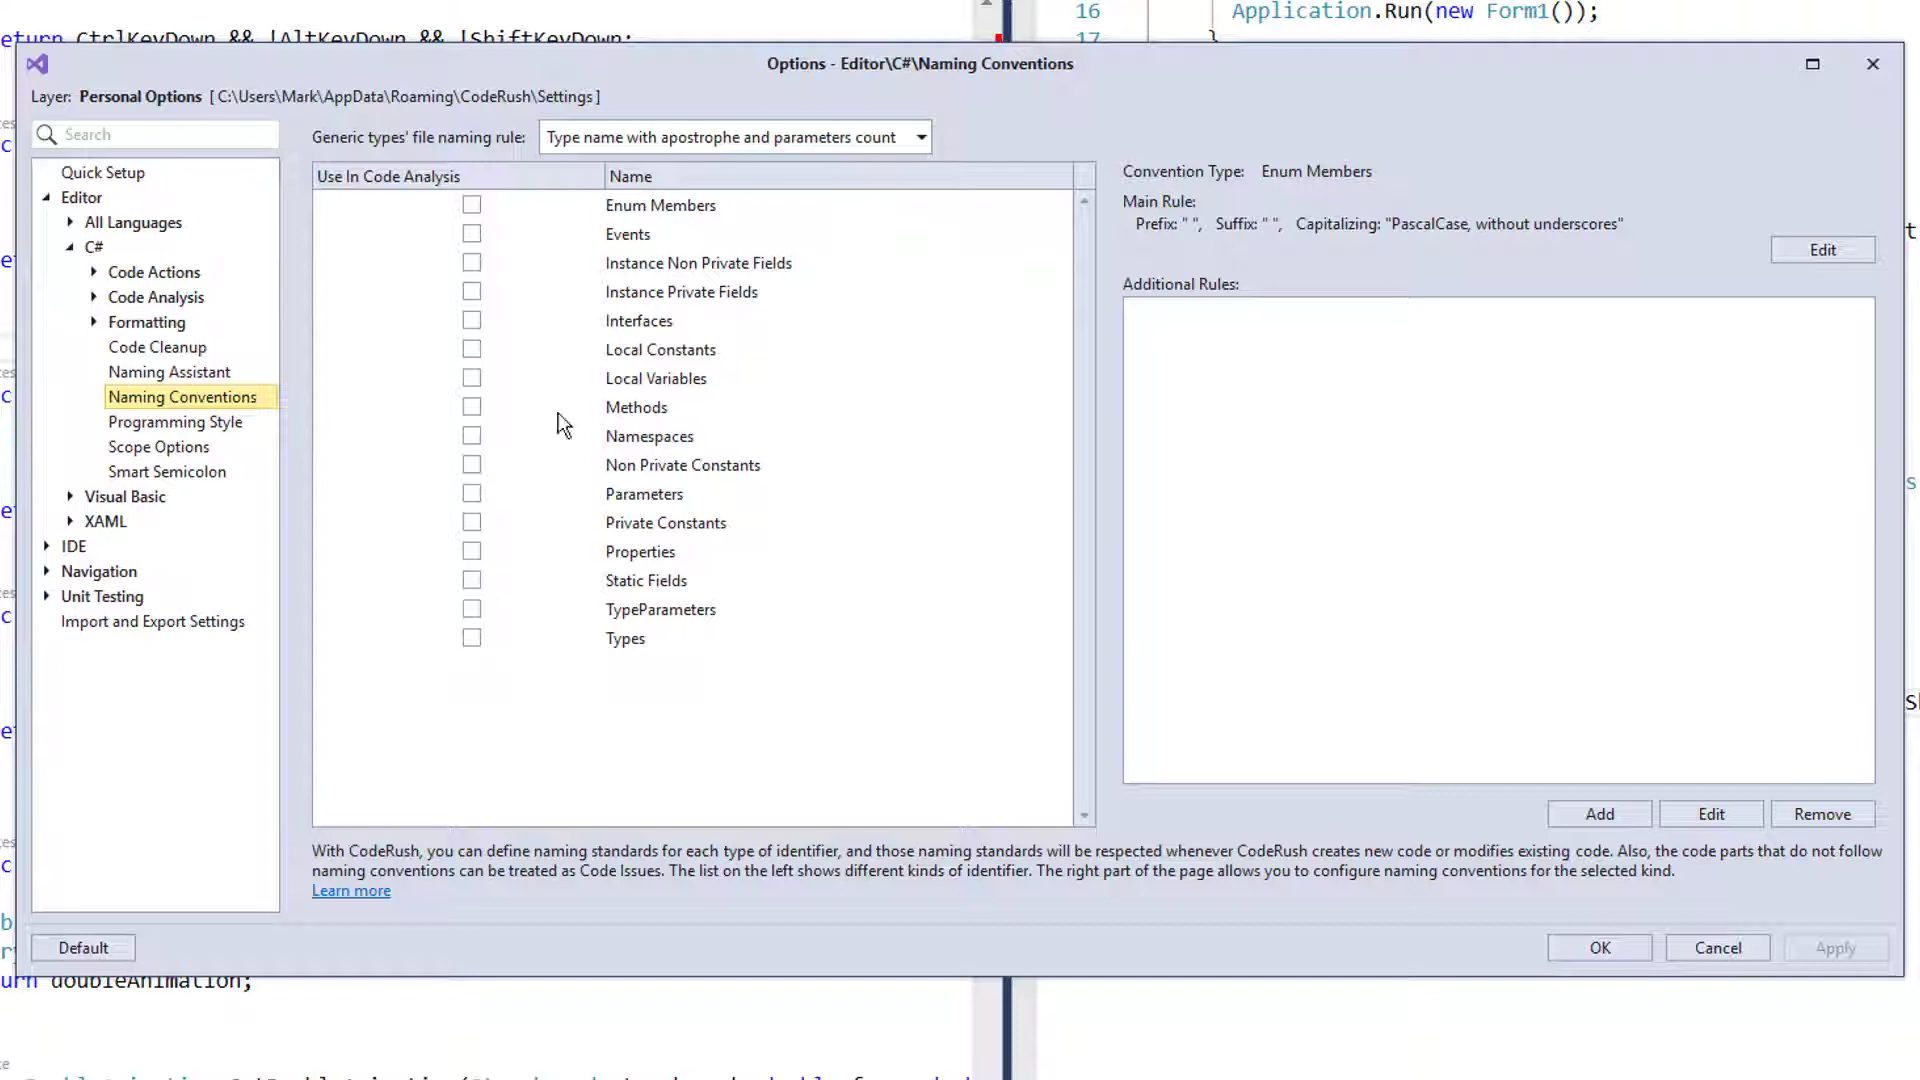 16
Application.Run(new Form1());
CtrlKeyDown && !AltKeyDown && !ShiftKeyDown;
17
}
Options - Editor\C#\Naming Conventions
Layer: Personal Options [ C:\Users\Mark\AppData\Roaming\CodeRush\Settings ]
Search
Generic types' file naming rule:
Type name with apostrophe and parameters count
Quick Setup
Editor
All Languages
C#
Code Actions
Code Analysis
Formatting
Code Cleanup
Naming Assistant
Naming Conventions
Programming Style
Scope Options
Smart Semicolon
Visual Basic
XAML
IDE
Navigation
Unit Testing
Import and Export Settings
Use In Code Analysis
Name
Enum Members
Events
Instance Non Private Fields
Instance Private Fields
Interfaces
Local Constants
Local Variables
Methods
Namespaces
Non Private Constants
Parameters
Private Constants
Properties
Static Fields
TypeParameters
Types
Convention Type: Enum Members
Main Rule:
Prefix: " ", Suffix: " ", Capitalizing: "PascalCase, without underscores"
Edit
Additional Rules:
Add
Edit
Remove
With CodeRush, you can define naming standards for each type of identifier, and those naming standards will be respected whenever CodeRush creates new code or modifies existing code. Also, the code parts that do not follow
naming conventions can be treated as Code Issues. The list on the left shows different kinds of identifier. The right part of the page allows you to configure naming conventions for the selected kind.
Learn more
Default
OK
Cancel
Apply
urn doubleAnimation;